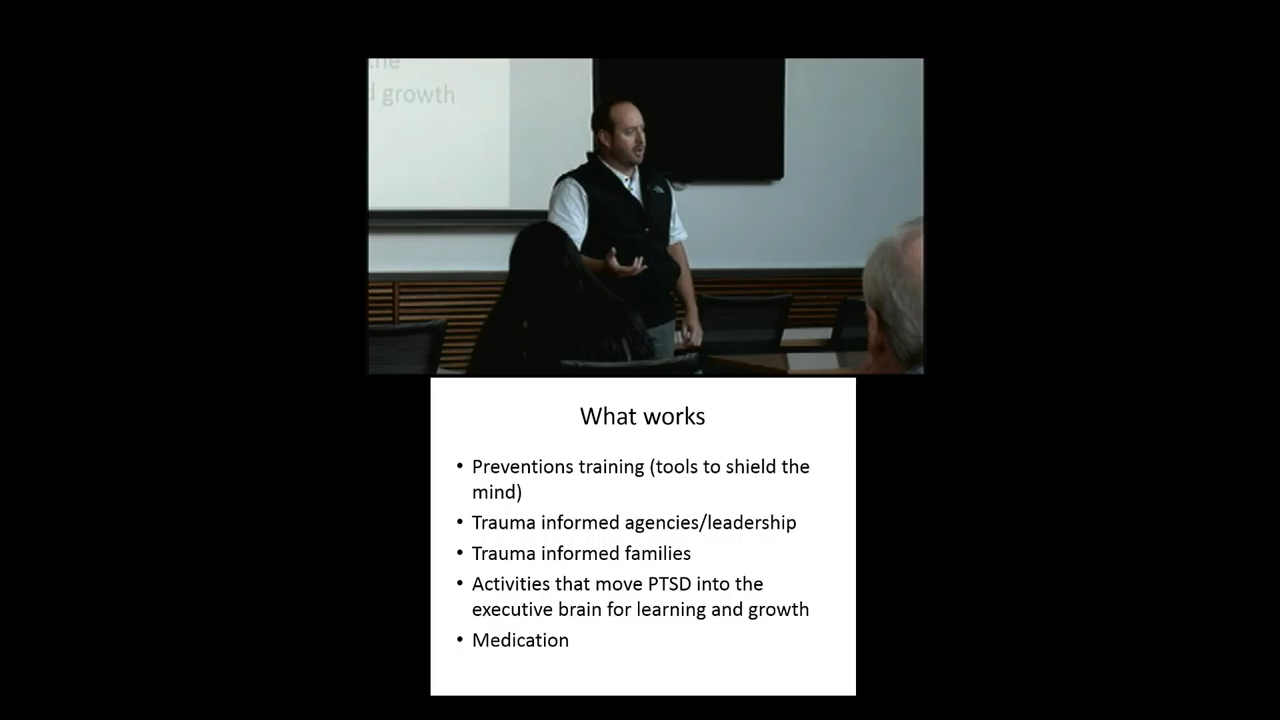 the
d growth
What works
• Preventions training (tools to shield the
mind)
• Trauma informed agencies/leadership
• Trauma informed families
• Activities that move PTSD into the
executive brain for learning and growth
• Medication